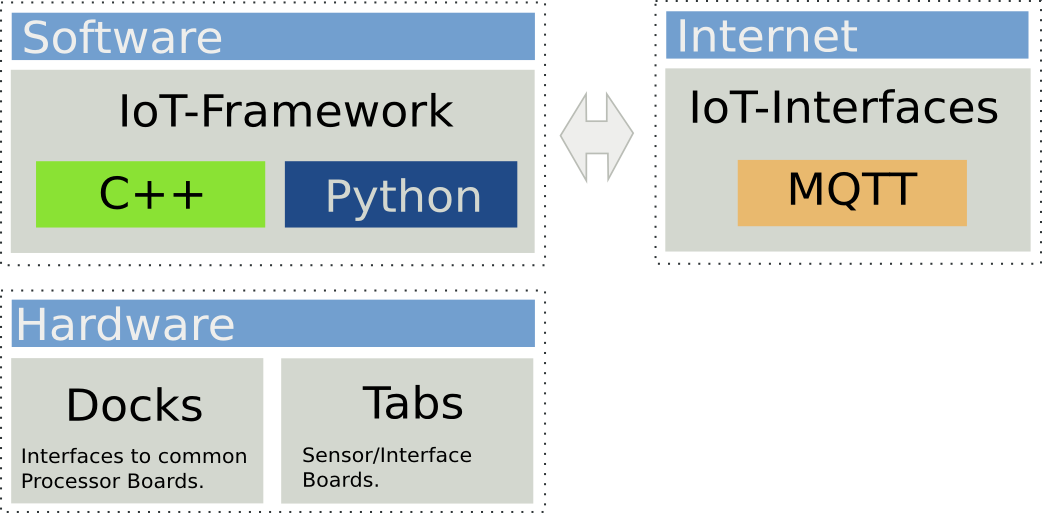 Software
IoT-Framework
C++
Python
Internet
IoT-Interfaces
MQTT
Hardware
Docks
Interfaces to common
Processor Boards.
Tabs
Sensor/Interface
Boards.